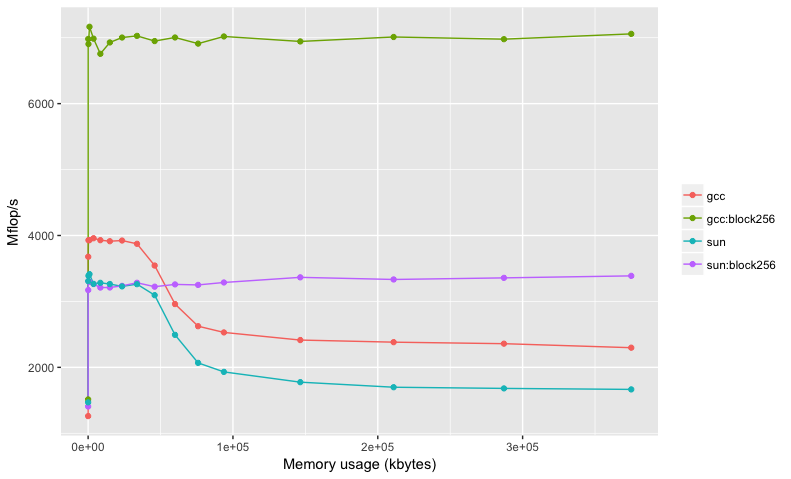 Mflop/s
6000
4000
2000
0e+00 1e+05 2e+05 3e+05
Memory usage (kbytes)
gcc
gcc:block256
sun
sun:block256